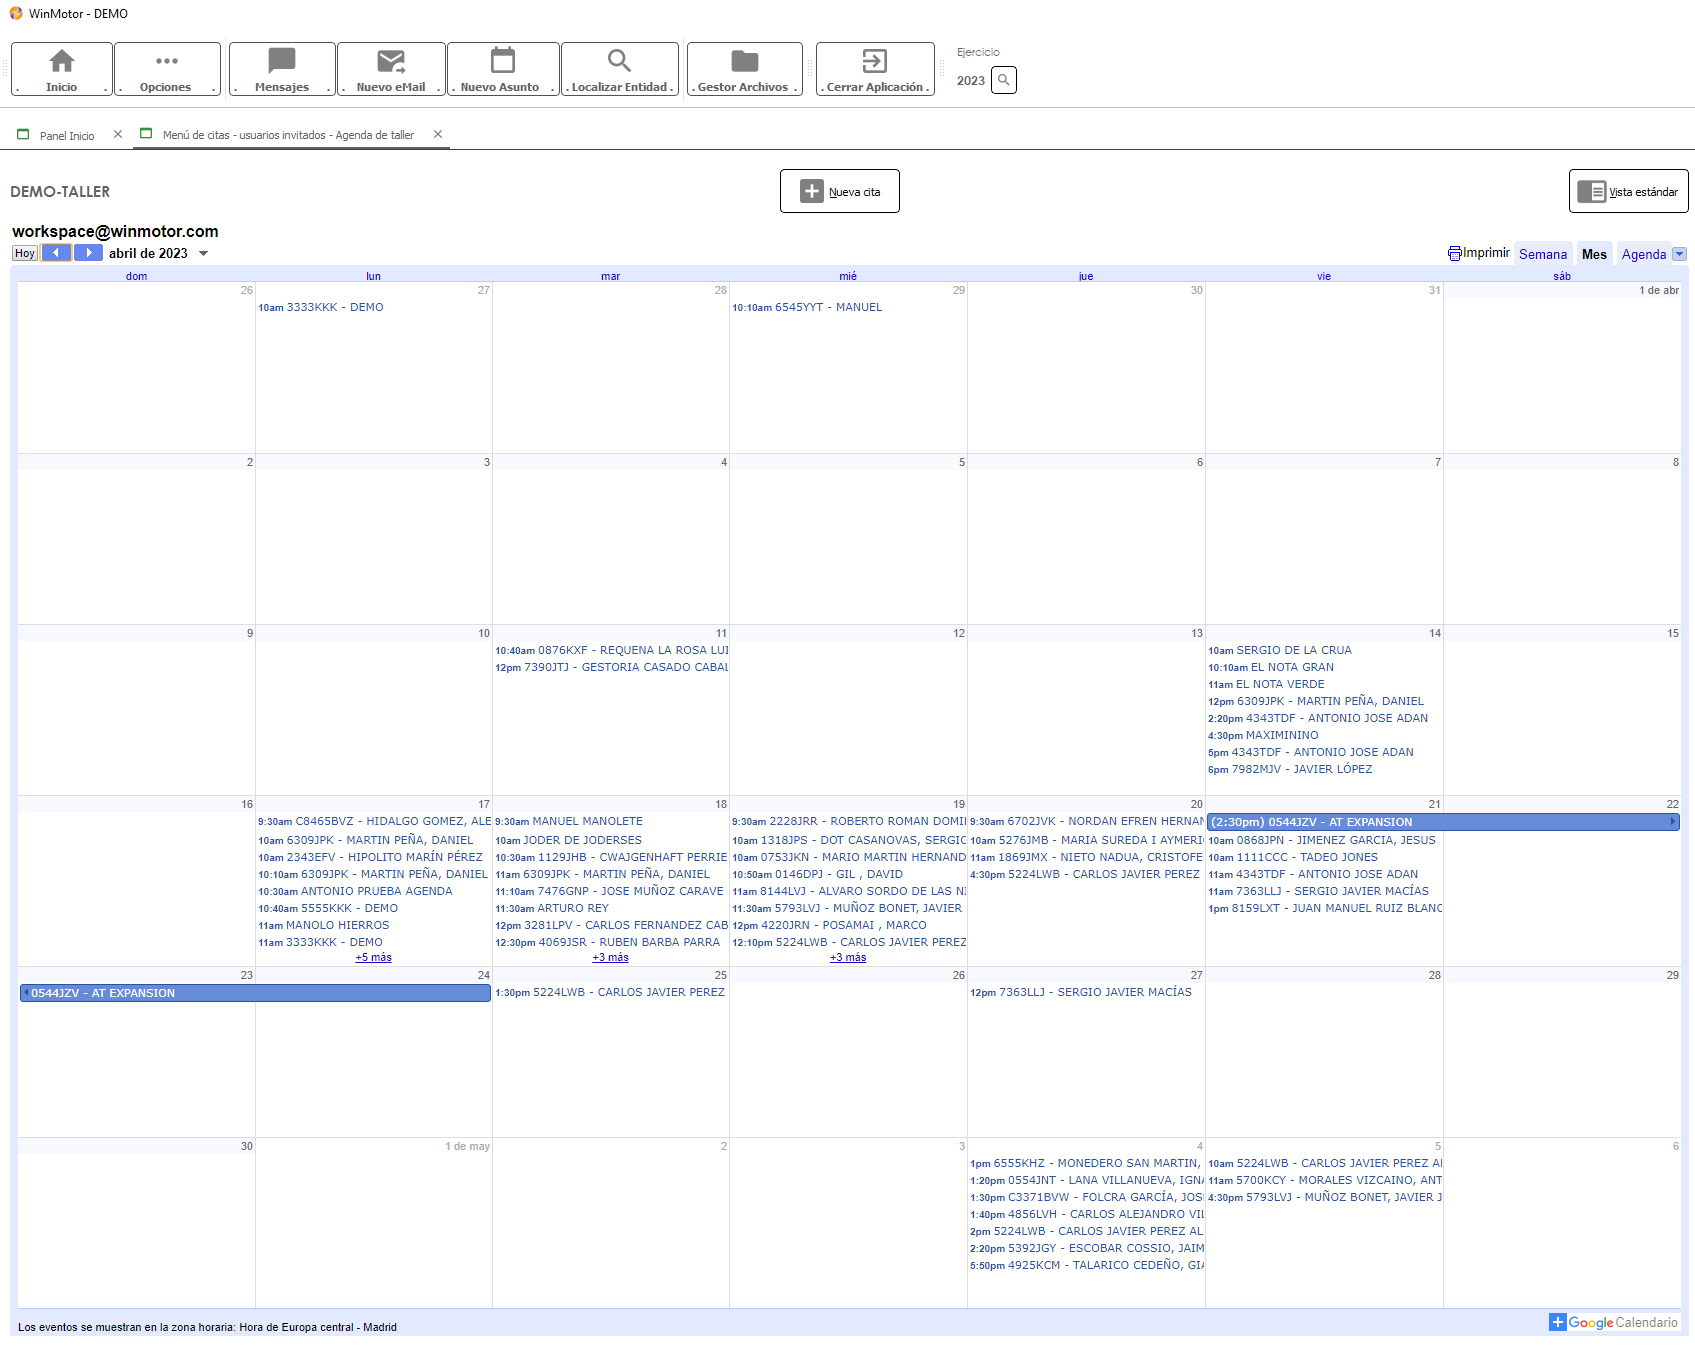 WinMotor - DEMO
Inicio
Opciones
Mensajes
Nuevo eMail
Nuevo Asunto
Localizar Entidad
Gestor Archivos
Cerrar Aplicación
Ejercicio
2023
Panel Inicio
Menú de citas - usuarios invitados - Agenda de taller
DEMO-TALLER
Nueva cita
Vista estándar
workspace@winmotor.com
Hoy
abril de 2023
Imprimir
Semana
Mes
Agenda
dom lun mar mié jue vie sáb
26
27
10am 3333KKK - DEMO
28
29
10:10am 6545YYT - MANUEL
30
31
1 de abr
2
3
4
5
6
7
8
9
10
11
10:40am 0876KXF - REQUENA LA ROSA LUI
12pm 7390JTJ - GESTORIA CASADO CABAL
12
13
14
10am SERGIO DE LA CRUA
10:10am EL NOTA GRAN
11am EL NOTA VERDE
12pm 6309JPK - MARTIN PEÑA, DANIEL
2:20pm 4343TDF - ANTONIO JOSE ADAN
4:30pm MAXIMININO
5pm 4343TDF - ANTONIO JOSE ADAN
6pm 7982MJV - JAVIER LÓPEZ
15
16
17
9:30am C8465BVZ - HIDALGO GOMEZ, ALE
10am 6309JPK - MARTIN PEÑA, DANIEL
10am 2343EFV - HIPOLITO MARÍN PÉREZ
10:10am 6309JPK - MARTIN PEÑA, DANIEL
10:30am ANTONIO PRUEBA AGENDA
10:40am 5555KKK - DEMO
11am MANOLO HIERROS
11am 3333KKK - DEMO
+5 más
18
9:30am MANUEL MANOLETE
10am JODER DE JODERSES
10:30am 1129JHB - CWAJGENHAFT PERRIE
11am 6309JPK - MARTIN PEÑA, DANIEL
11:10am 7476GNP - JOSE MUÑOZ CARAVE
11:30am ARTURO REY
12pm 3281LPV - CARLOS FERNANDEZ CAB
12:30pm 4069JSR - RUBEN BARBA PARRA
+3 más
19
9:30am 2228JRR - ROBERTO ROMAN DOMI
10am 1318JPS - DOT CASANOVAS, SERGIO
10am 0753JKN - MARIO MARTIN HERNAND
10:50am 0146DPJ - GIL , DAVID
11am 8144LVJ - ALVARO SORDO DE LAS NI
11:30am 5793LVJ - MUÑOZ BONET, JAVIER
12pm 4220JRN - POSAMAI , MARCO
12:10pm 5224LWB - CARLOS JAVIER PEREZ
+3 más
20
9:30am 6702JVK - NORDAN EFREN HERNAN
10am 5276JMB - MARIA SUREDA I AYMERI
11am 1869JMX - NIETO NADUA, CRISTOFE
4:30pm 5224LWB - CARLOS JAVIER PEREZ
21
22
(2:30pm) 0544JZV - AT EXPANSION
10am 0868JPN - JIMENEZ GARCIA, JESUS
10am 1111CCC - TADEO JONES
11am 4343TDF - ANTONIO JOSE ADAN
11am 7363LLJ - SERGIO JAVIER MACÍAS
1pm 8159LXT - JUAN MANUEL RUIZ BLANC
23
24
0544JZV - AT EXPANSION
25
1:30pm 5224LWB - CARLOS JAVIER PEREZ
26
27
12pm 7363LLJ - SERGIO JAVIER MACÍAS
28
29
30
1 de may
2
3
4
1pm 6555KHZ - MONEDERO SAN MARTIN,
1:20pm 0554JNT - LANA VILLANUEVA, IGNA
1:30pm C3371BVW - FOLCRA GARCÍA, JOS
1:40pm 4856LVH - CARLOS ALEJANDRO VIL
2pm 5224LWB - CARLOS JAVIER PEREZ AL
2:20pm 5392JGY - ESCOBAR COSSIO, JAIM
5:50pm 4925KCM - TALARICO CEDEÑO, GIA
5
10am 5224LWB - CARLOS JAVIER PEREZ AL
11am 5700KCY - MORALES VIZCAINO, ANT
4:30pm 5793LVJ - MUÑOZ BONET, JAVIER J
6
Los eventos se muestran en la zona horaria: Hora de Europa central - Madrid
Google Calendario